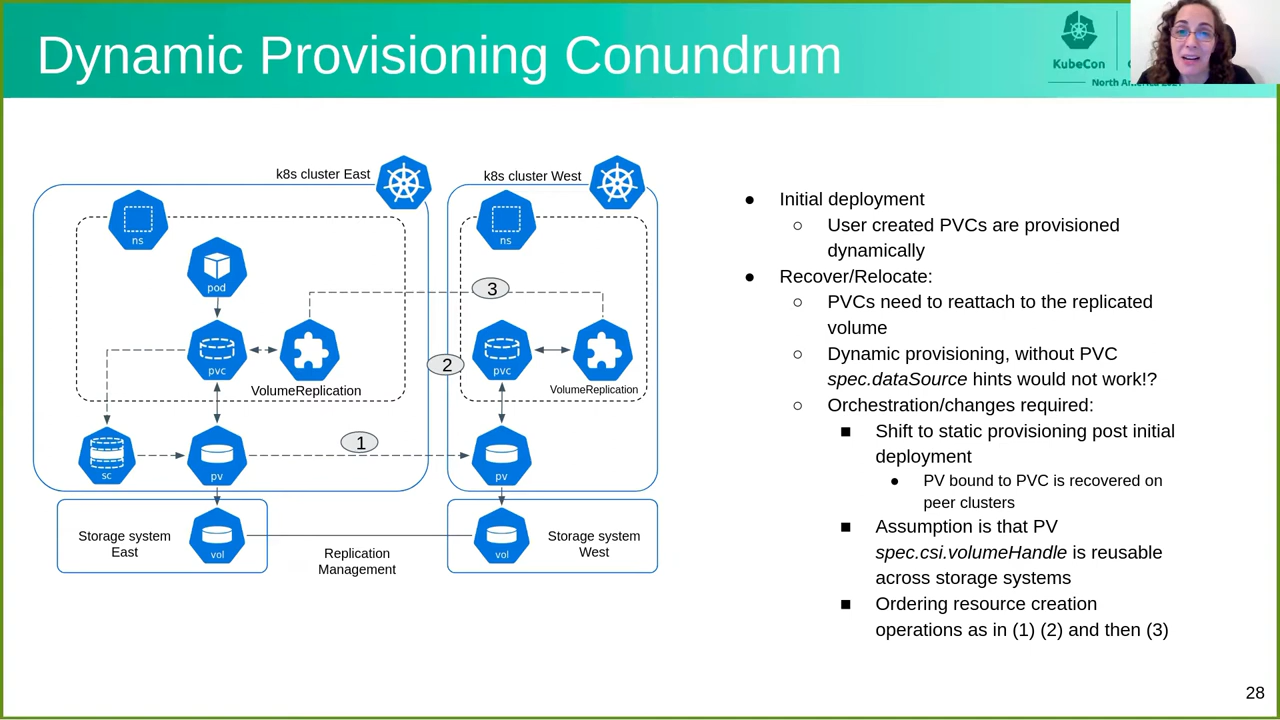 Dynamic Provisioning Conundrum
KubeCon
North America 2021
k8s cluster East
k8s cluster West
ns
ns
pod
3
pvc
2
pvc
VolumeReplication
VolumeReplication
1
sc
pv
pv
Storage system
East
vol
Replication
Management
vol
Storage system
West
● Initial deployment
○ User created PVCs are provisioned
dynamically
● Recover/Relocate:
○ PVCs need to reattach to the replicated
volume
○ Dynamic provisioning, without PVC
spec.dataSource hints would not work!?
○ Orchestration/changes required:
■ Shift to static provisioning post initial
deployment
● PV bound to PVC is recovered on
peer clusters
■ Assumption is that PV
spec.csi.volumeHandle is reusable
across storage systems
■ Ordering resource creation
operations as in (1) (2) and then (3)
28